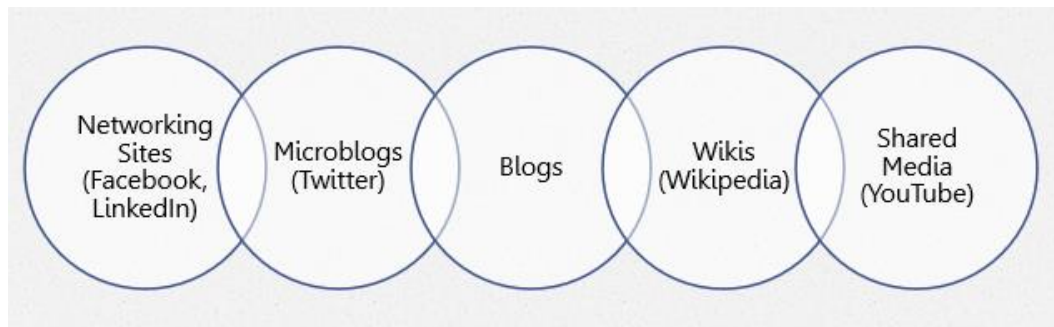 Networking
Sites
(Facebook,
LinkedIn)
Microblogs
(Twitter)
Blogs
Wikis
(Wikipedia)
Shared
Media
(YouTube)